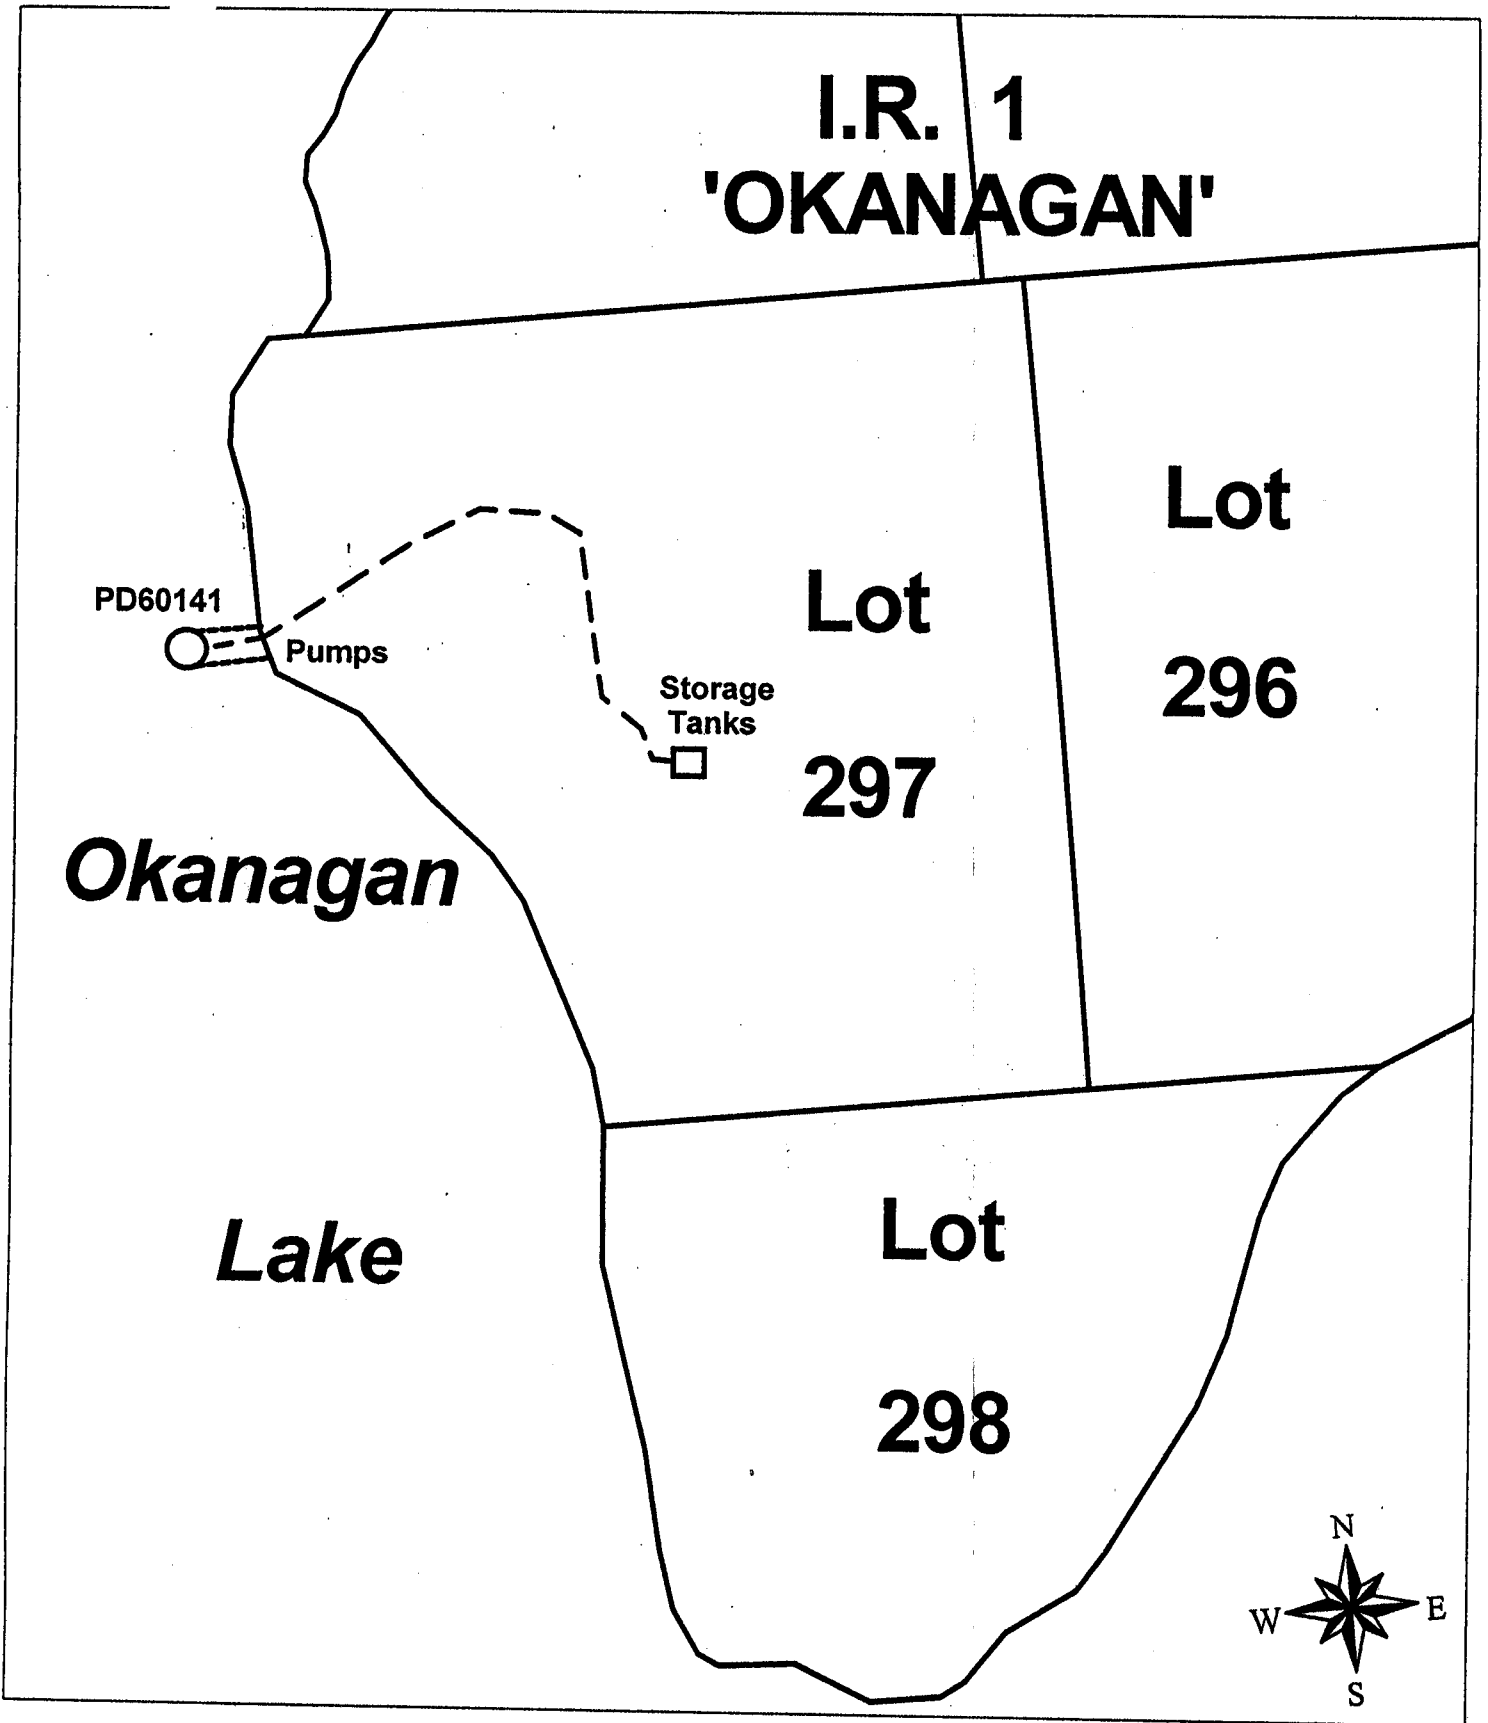 I.R. 1
'OKANAGAN'
Lot
296
Lot
297
PD60141
Pumps
Storage
Tanks
Okanagan
Lake
Lot
298
N
W E
S